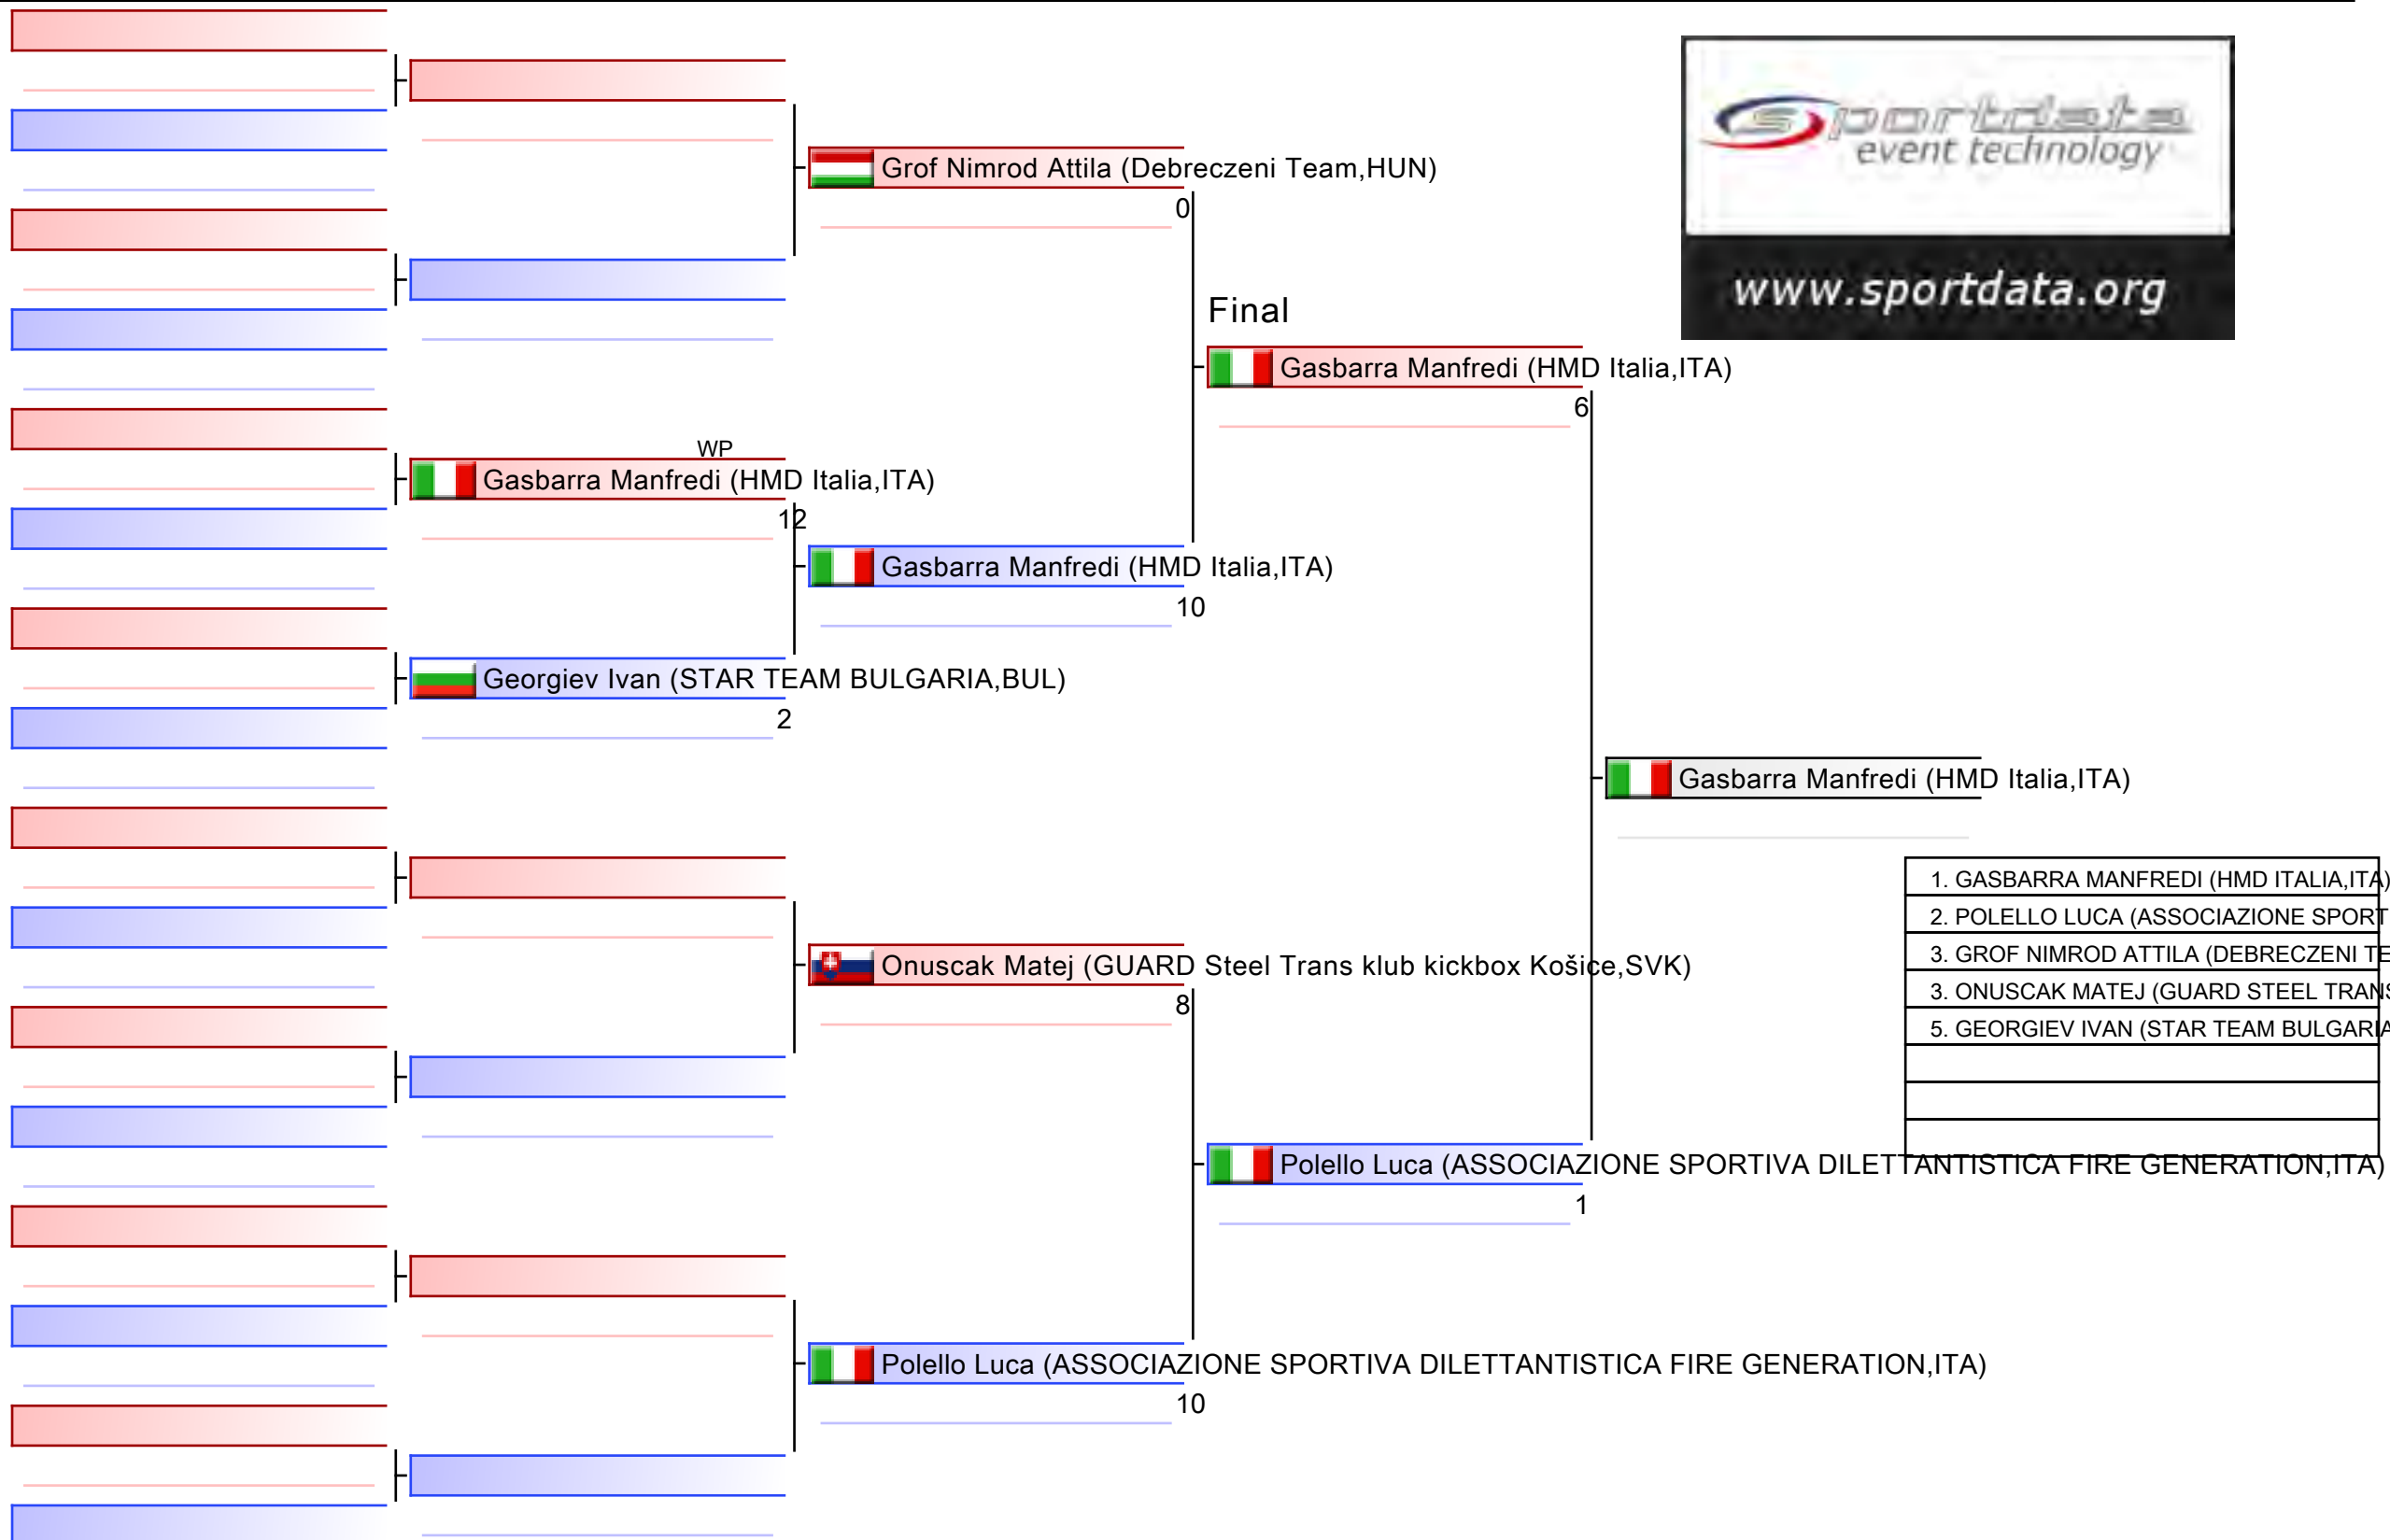 sportdata
event technology
www.sportdata.org
Grof Nimrod Attila (Debreczeni Team,HUN)
0
Final
Gasbarra Manfredi (HMD Italia,ITA)
6
WP
Gasbarra Manfredi (HMD Italia,ITA)
12
Gasbarra Manfredi (HMD Italia,ITA)
10
Georgiev Ivan (STAR TEAM BULGARIA,BUL)
2
Gasbarra Manfredi (HMD Italia,ITA)
1. GASBARRA MANFREDI (HMD ITALIA,ITA)
2. POLELLO LUCA (ASSOCIAZIONE SPORT
3. GROF NIMROD ATTILA (DEBRECZENI TE
3. ONUSCAK MATEJ (GUARD STEEL TRANS
5. GEORGIEV IVAN (STAR TEAM BULGARIA
Onuscak Matej (GUARD Steel Trans klub kickbox Košice,SVK)
8
Polello Luca (ASSOCIAZIONE SPORTIVA DILETTANTISTICA FIRE GENERATION,ITA)
1
Polello Luca (ASSOCIAZIONE SPORTIVA DILETTANTISTICA FIRE GENERATION,ITA)
10